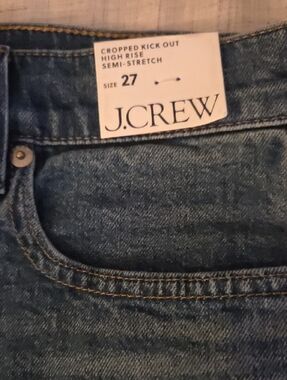 CROPPED KICK OUT
HIGH RISE
SEMI-STRETCH
SIZE 27
J.CREW